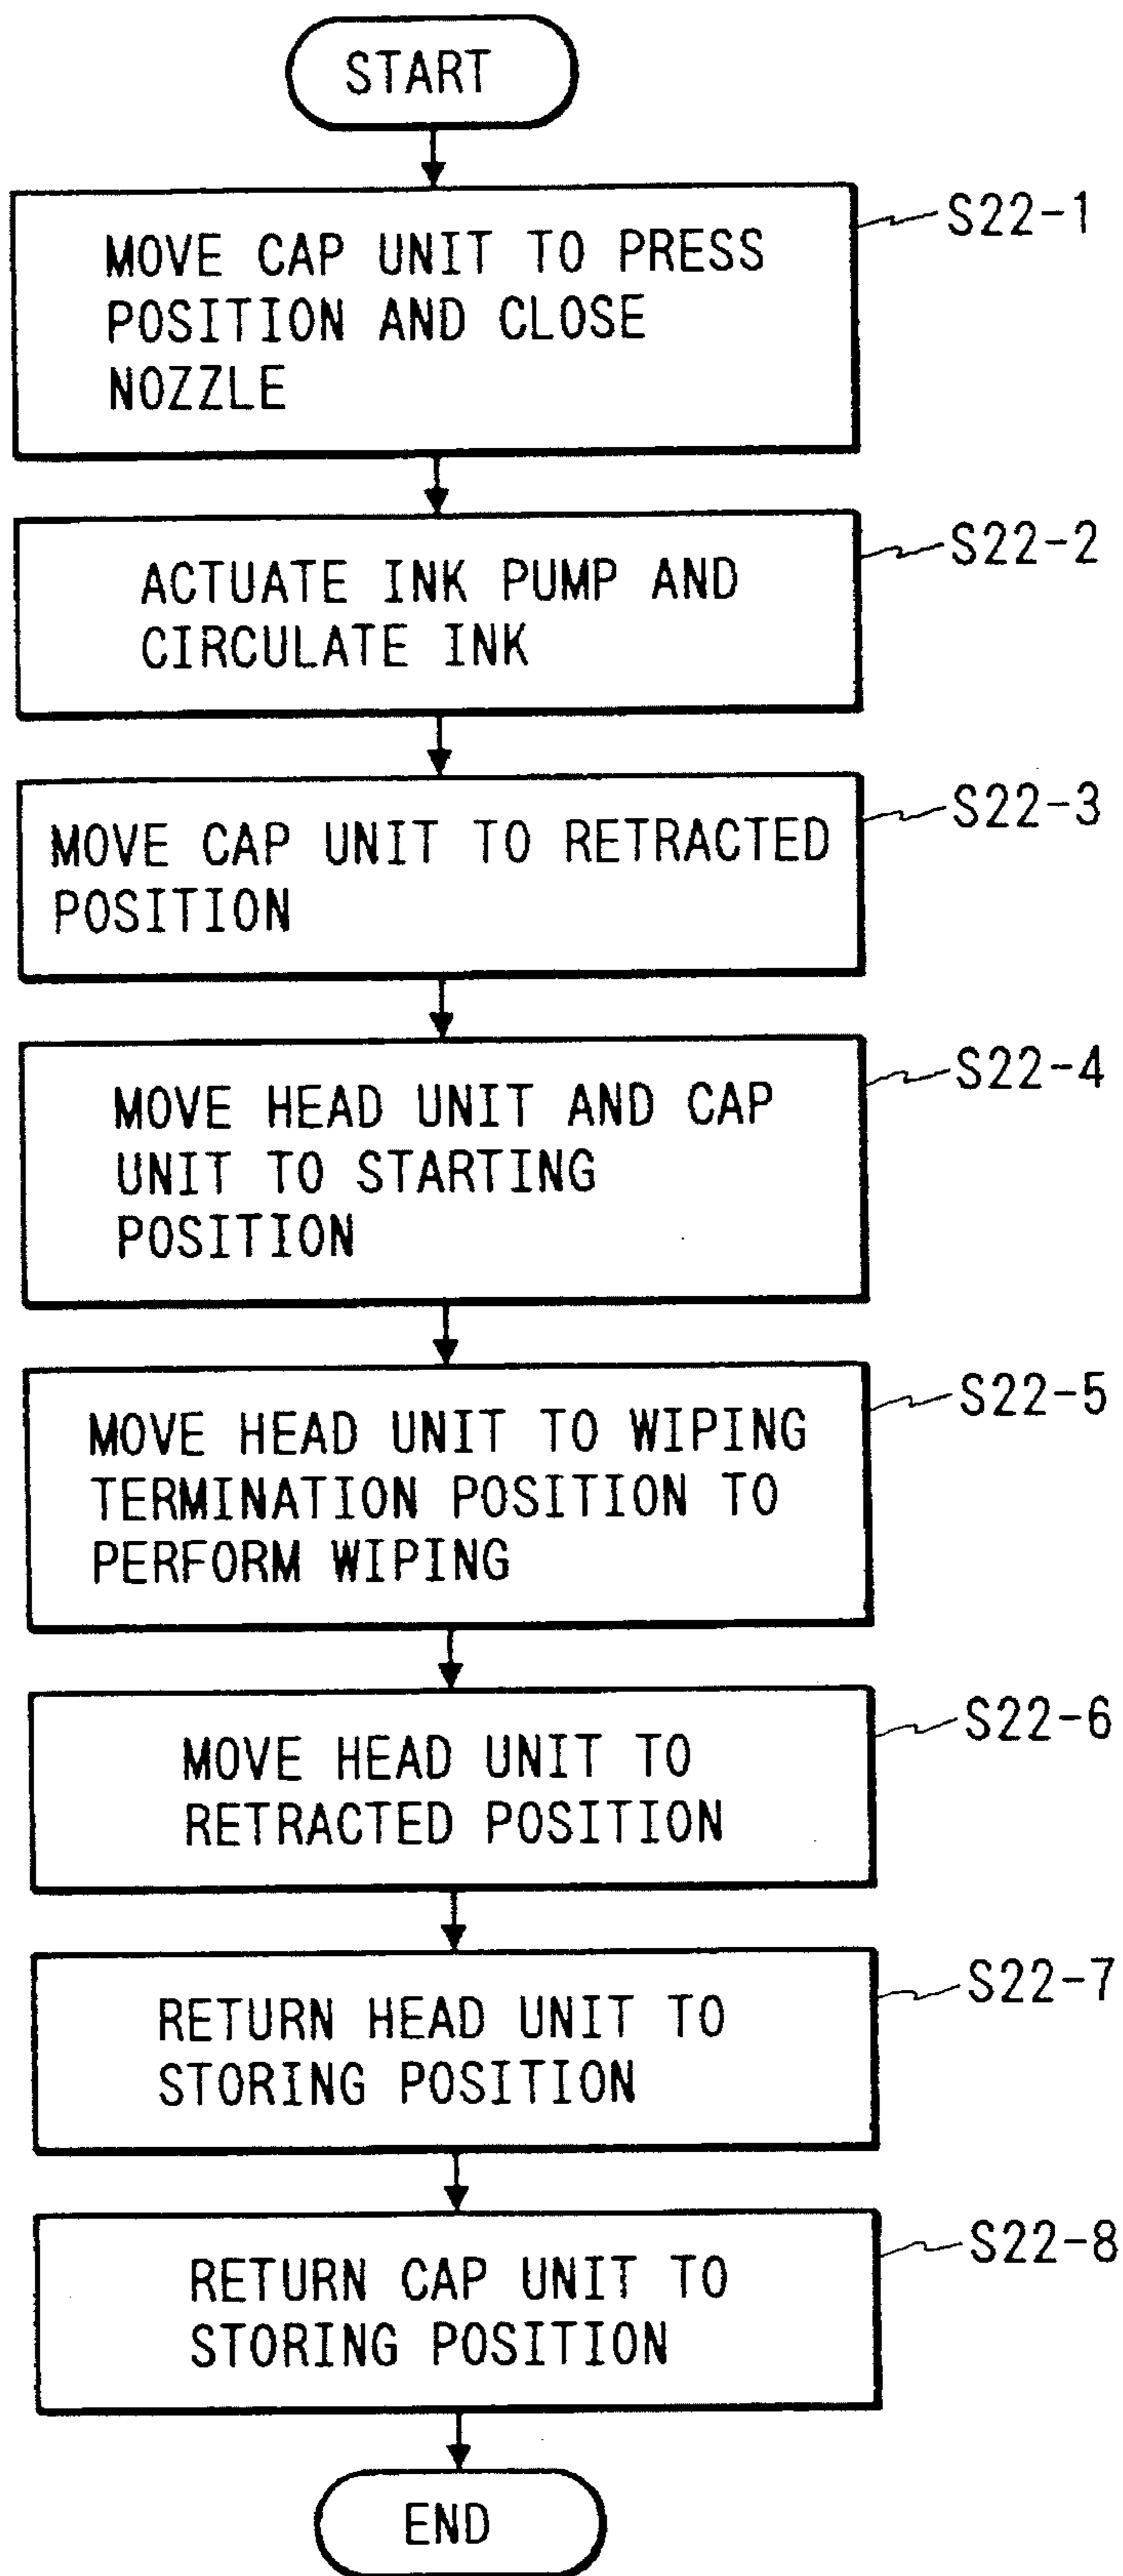 START
MOVE CAP UNIT TO PRESS
POSITION AND CLOSE
NOZZLE
S22-1
ACTUATE INK PUMP AND
CIRCULATE INK
S22-2
MOVE CAP UNIT TO RETRACTED
POSITION
S22-3
MOVE HEAD UNIT AND CAP
UNIT TO STARTING
POSITION
S22-4
MOVE HEAD UNIT TO WIPING
TERMINATION POSITION TO
PERFORM WIPING
S22-5
MOVE HEAD UNIT TO
RETRACTED POSITION
S22-6
RETURN HEAD UNIT TO
STORING POSITION
S22-7
RETURN CAP UNIT TO
STORING POSITION
S22-8
END